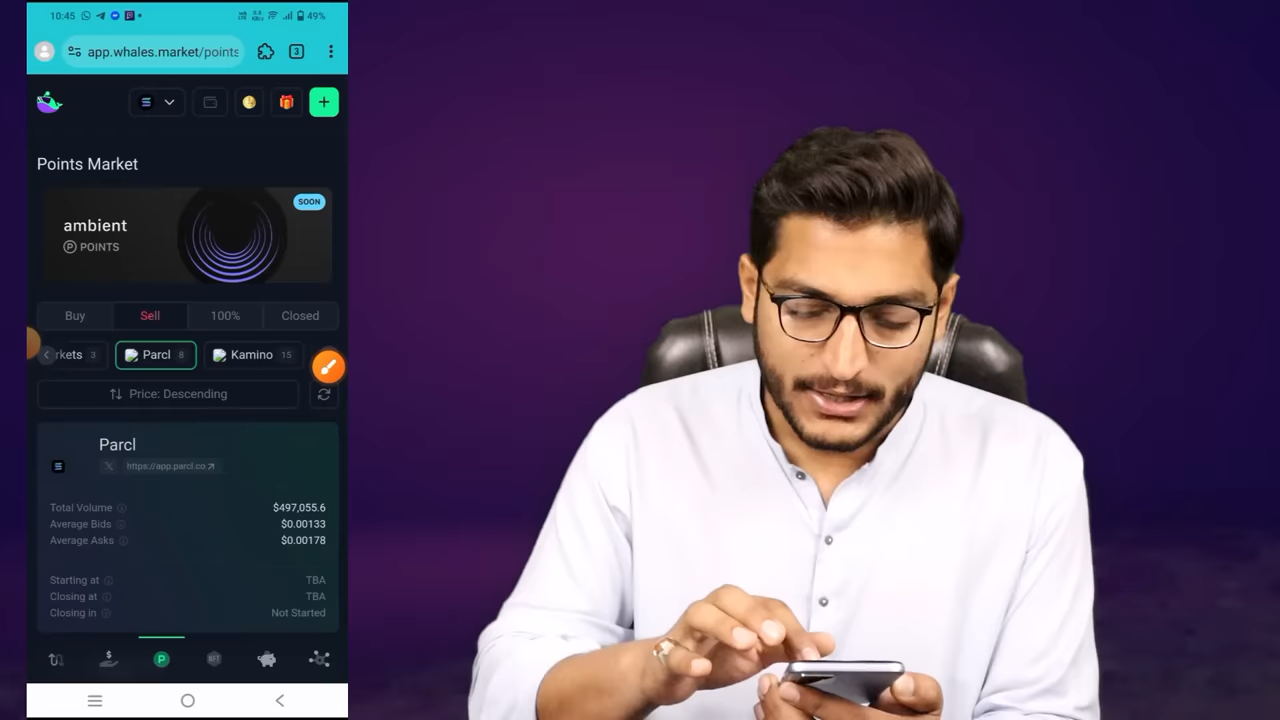 10:45
49%
app.whales.market/points
3
Points Market
SOON
ambient
P POINTS
Buy Sell 100% Closed
rkets 3 Parcl 8 Kamino 15
Price: Descending
Parcl
https://app.parcl.co
Total Volume $497,055.6
Average Bids $0.00133
Average Asks $0.00178
Starting at TBA
Closing at TBA
Closing in Not Started
$
P
NFT